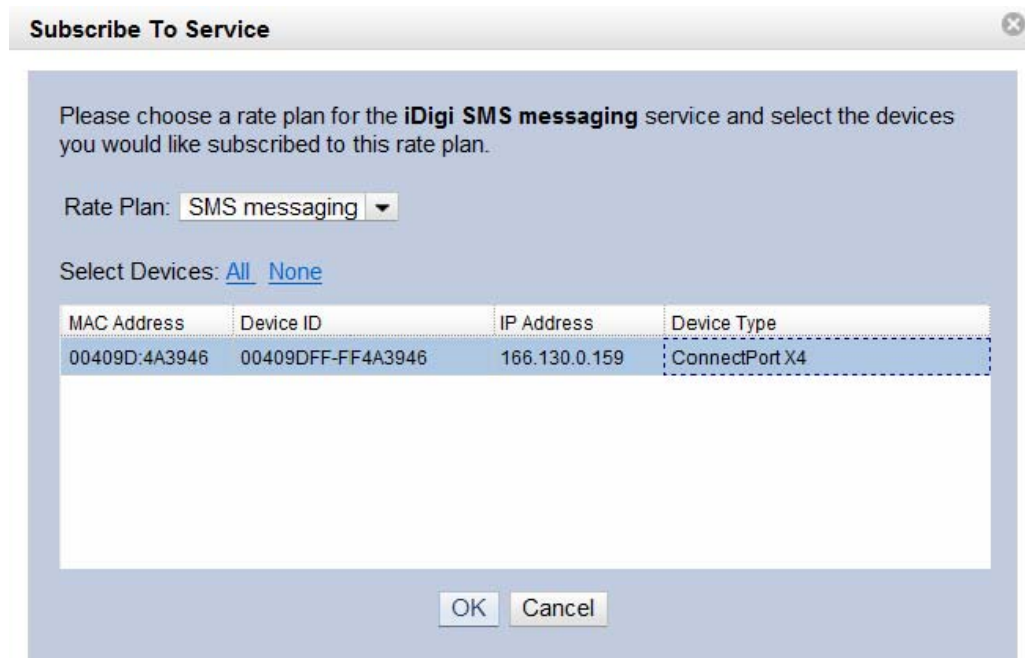 Subscribe To Service
Please choose a rate plan for the iDigi SMS messaging service and select the devices
you would like subscribed to this rate plan.
Rate Plan: SMS messaging
Select Devices: All None
MAC Address Device ID IP Address Device Type
00409D:4A3946 00409DFF-FF4A3946 166.130.0.159 ConnectPort X4
OK Cancel